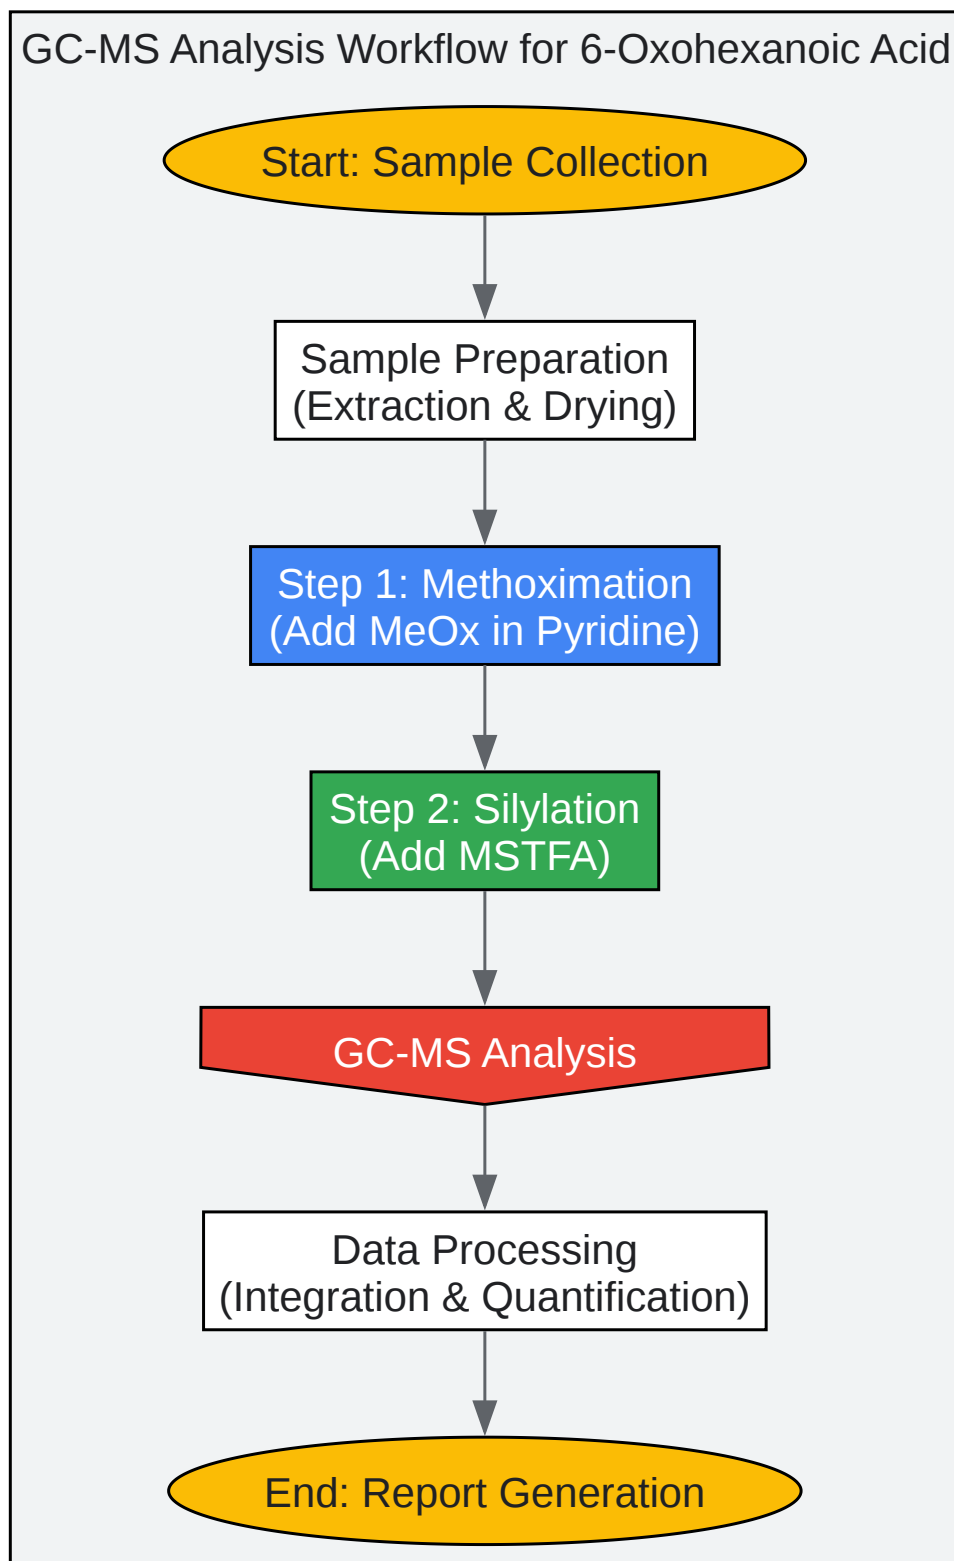 GC-MS Analysis Workflow for 6-Oxohexanoic Acid
Start: Sample Collection
Sample Preparation
(Extraction & Drying)
Step 1: Methoximation
(Add MeOx in Pyridine)
Step 2: Silylation
(Add MSTFA)
GC-MS Analysis
Data Processing
(Integration & Quantification)
End: Report Generation